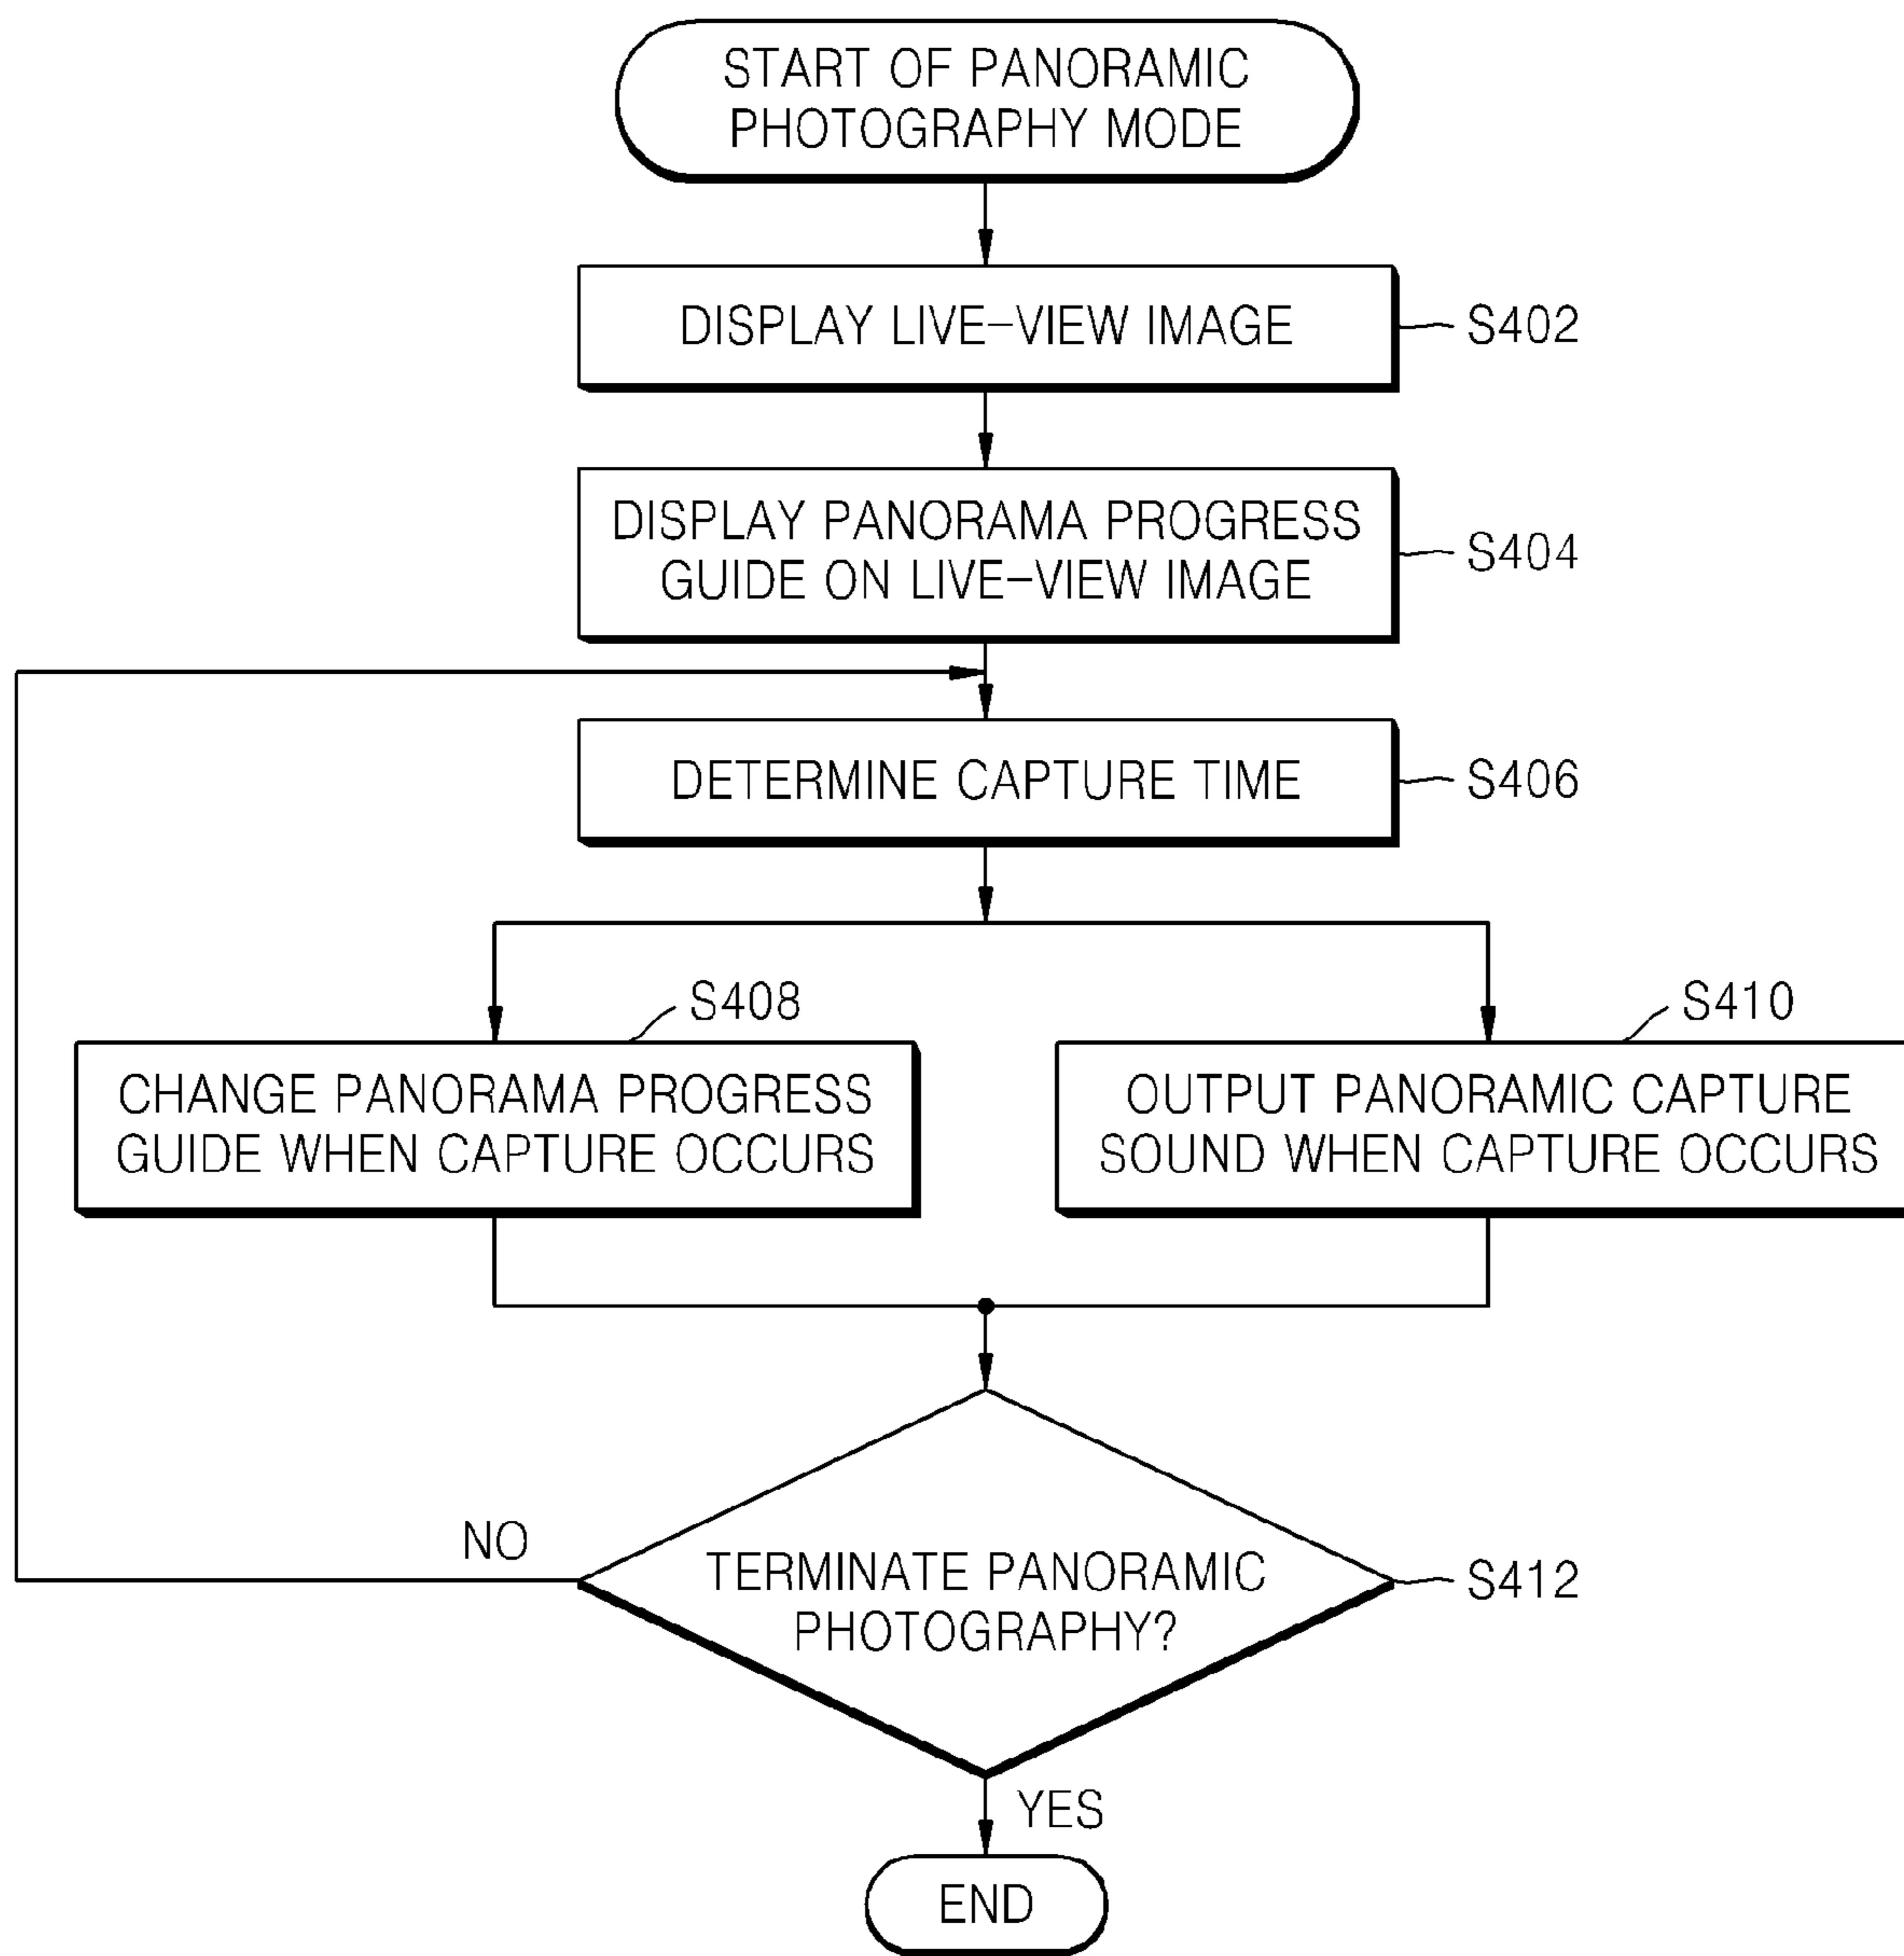 START OF PANORAMIC
PHOTOGRAPHY MODE
DISPLAY LIVE-VIEW IMAGE
S402
DISPLAY PANORAMA PROGRESS
GUIDE ON LIVE-VIEW IMAGE
S404
DETERMINE CAPTURE TIME
S406
S408
CHANGE PANORAMA PROGRESS
GUIDE WHEN CAPTURE OCCURS
S410
OUTPUT PANORAMIC CAPTURE
SOUND WHEN CAPTURE OCCURS
NO
TERMINATE PANORAMIC
PHOTOGRAPHY?
S412
YES
END